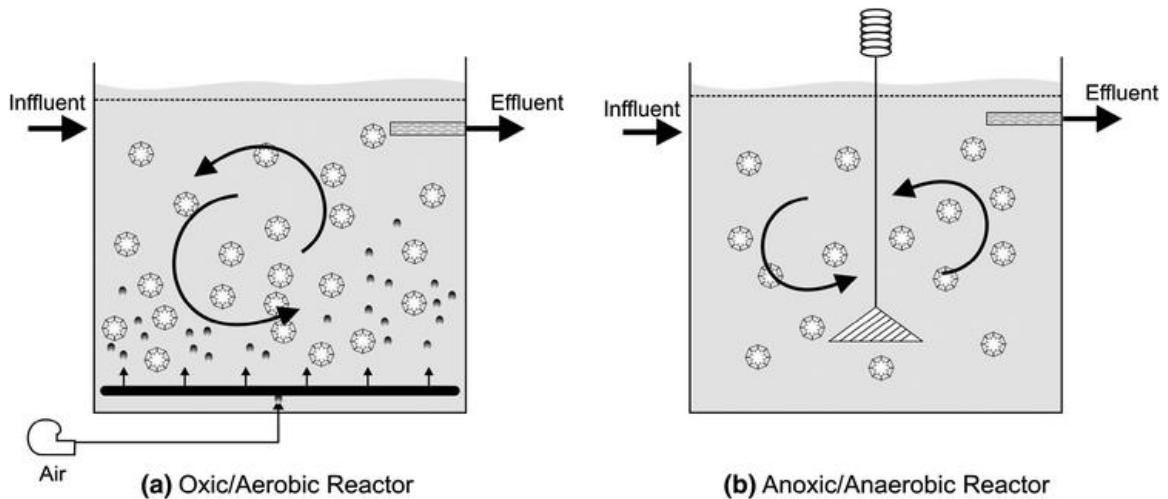 Inffluent
Effluent
Air
(a) Oxic/Aerobic Reactor
Inffluent
Effluent
(b) Anoxic/Anaerobic Reactor